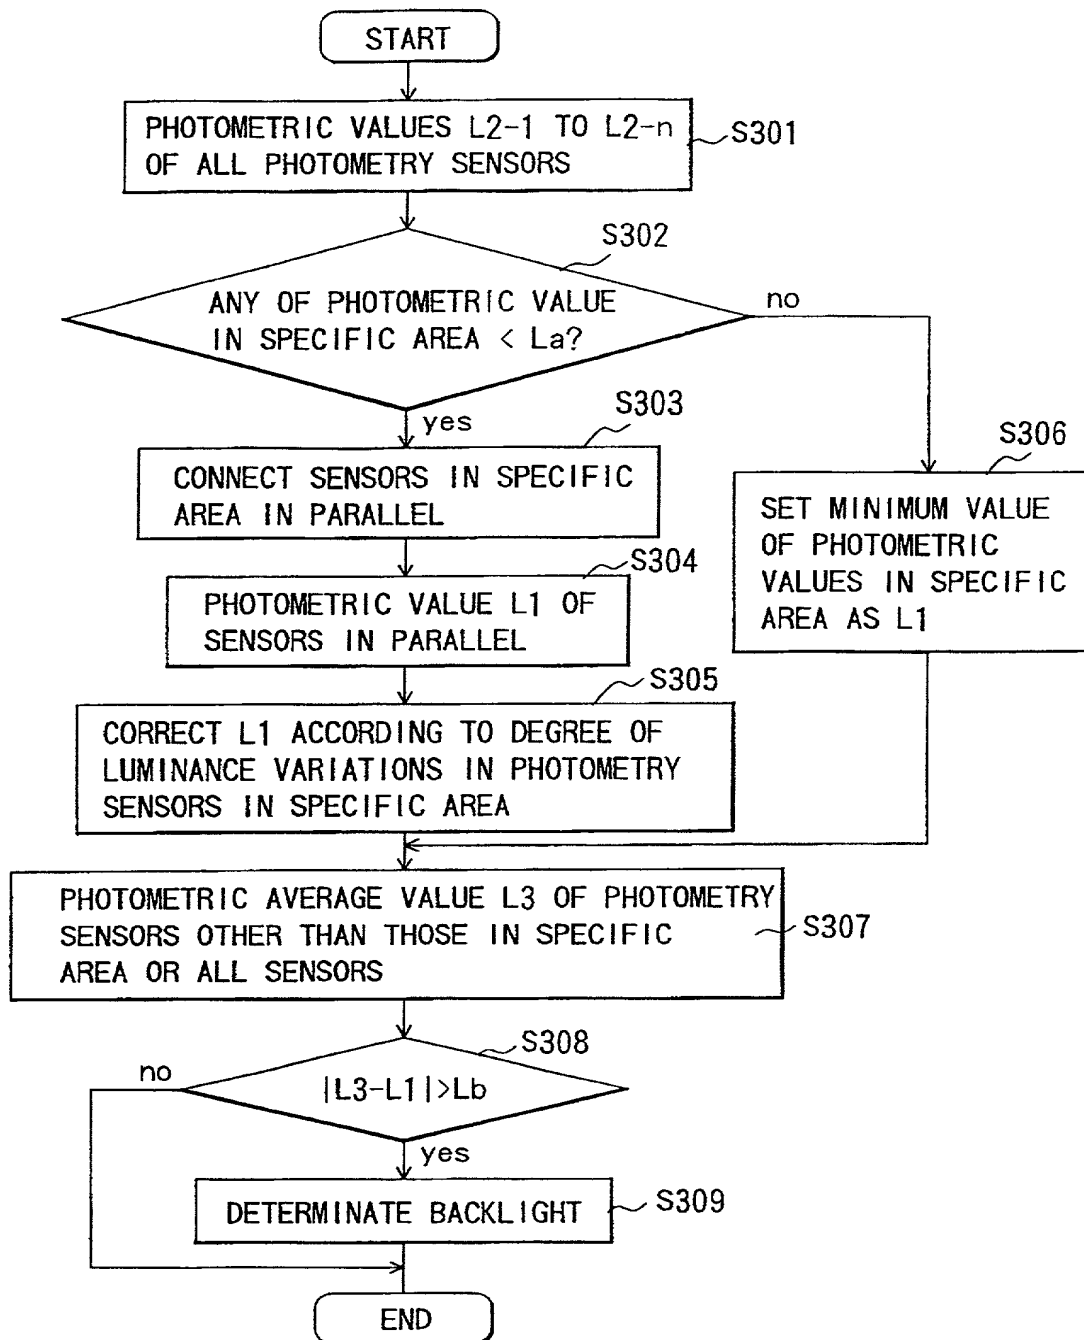 START
PHOTOMETRIC VALUES L2-1 TO L2-n
OF ALL PHOTOMETRY SENSORS
S301
S302
ANY OF PHOTOMETRIC VALUE
IN SPECIFIC AREA < La?
no
yes
S303
CONNECT SENSORS IN SPECIFIC
AREA IN PARALLEL
S306
SET MINIMUM VALUE
OF PHOTOMETRIC
VALUES IN SPECIFIC
AREA AS L1
S304
PHOTOMETRIC VALUE L1 OF
SENSORS IN PARALLEL
S305
CORRECT L1 ACCORDING TO DEGREE OF
LUMINANCE VARIATIONS IN PHOTOMETRY
SENSORS IN SPECIFIC AREA
PHOTOMETRIC AVERAGE VALUE L3 OF PHOTOMETRY
SENSORS OTHER THAN THOSE IN SPECIFIC
AREA OR ALL SENSORS
S307
S308
no
|L3-L1|>Lb
yes
DETERMINATE BACKLIGHT
S309
END